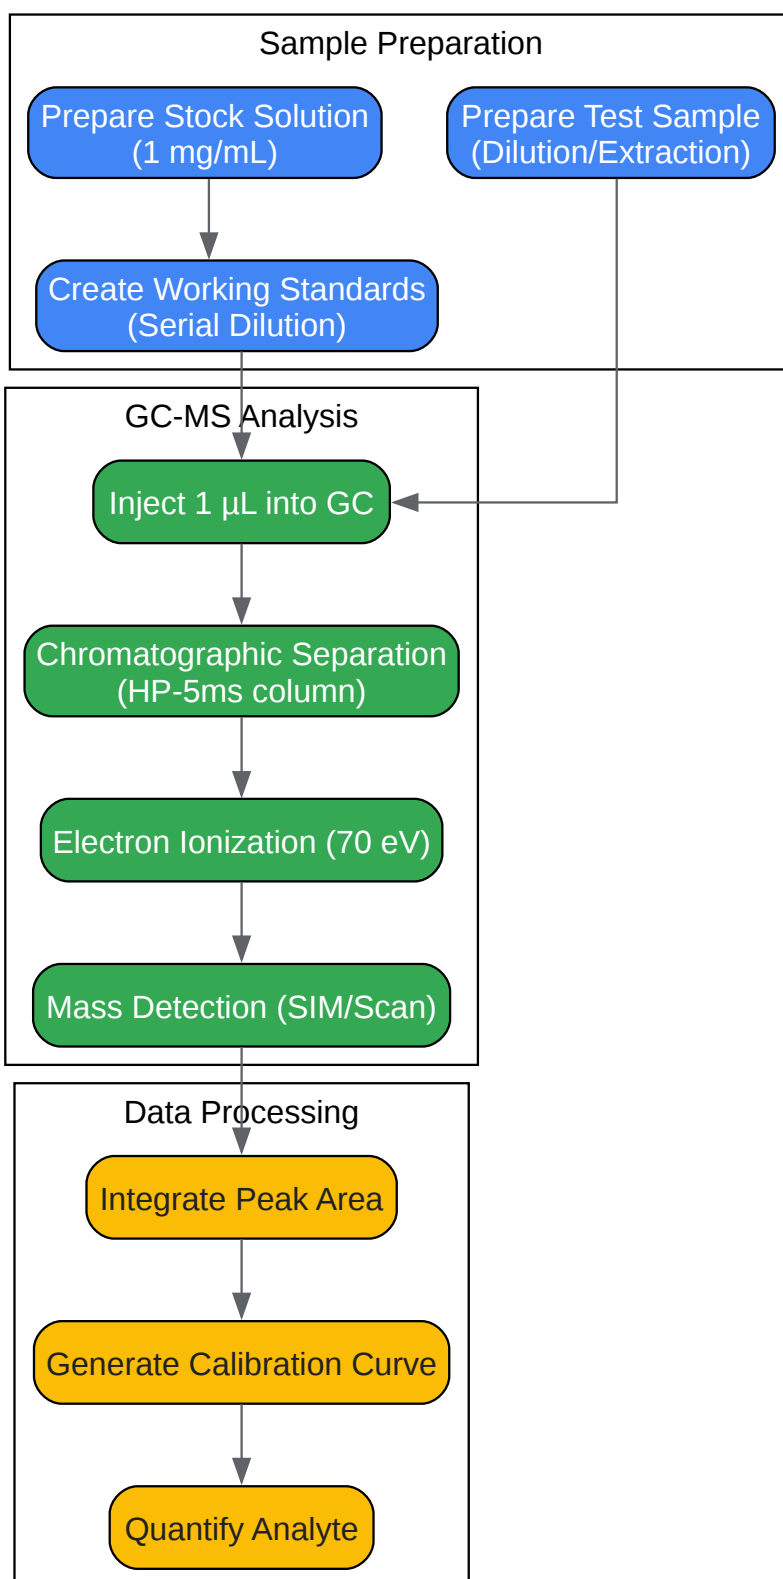 Sample Preparation
Prepare Stock Solution
(1 mg/mL)
Prepare Test Sample
(Dilution/Extraction)
Create Working Standards
(Serial Dilution)
GC-MS Analysis
Inject 1 µL into GC
Chromatographic Separation
(HP-5ms column)
Electron Ionization (70 eV)
Mass Detection (SIM/Scan)
Data Processing
Integrate Peak Area
Generate Calibration Curve
Quantify Analyte